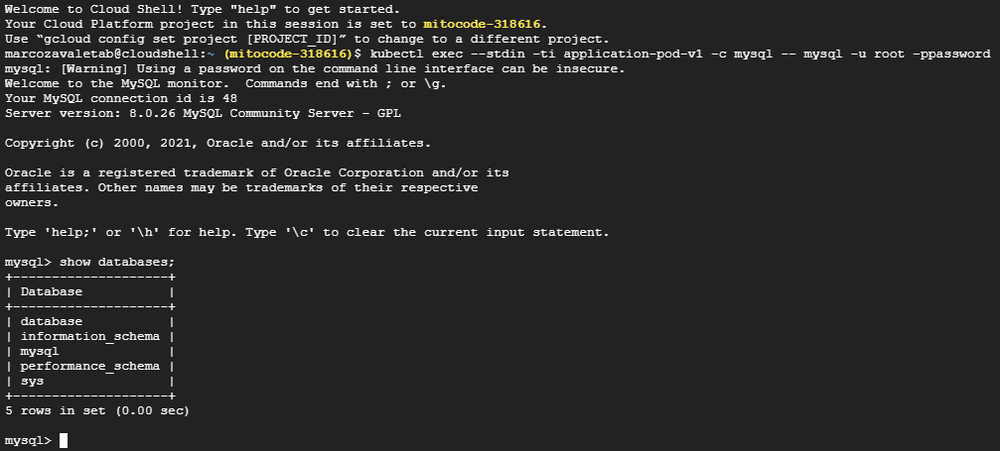 Welcome to Cloud Shell! Type "help" to get started.
Your Cloud Platform project in this session is set to mitocode-318616.
Use “gcloud config set project [PROJECT_ID]” to change to a different project.
marcozavaletab@cloudshell:~ (mitocode-318616)$ kubectl exec --stdin -ti application-pod-v1 -c mysql -- mysql -u root -ppassword
mysql: [Warning] Using a password on the command line interface can be insecure.
Welcome to the MySQL monitor.  Commands end with ; or \g.
Your MySQL connection id is 48
Server version: 8.0.26 MySQL Community Server - GPL

Copyright (c) 2000, 2021, Oracle and/or its affiliates.

Oracle is a registered trademark of Oracle Corporation and/or its
affiliates. Other names may be trademarks of their respective
owners.

Type 'help;' or '\h' for help. Type '\c' to clear the current input statement.

mysql> show databases;
+--------------------+
| Database           |
+--------------------+
| database           |
| information_schema |
| mysql              |
| performance_schema |
| sys                |
+--------------------+
5 rows in set (0.00 sec)

mysql>